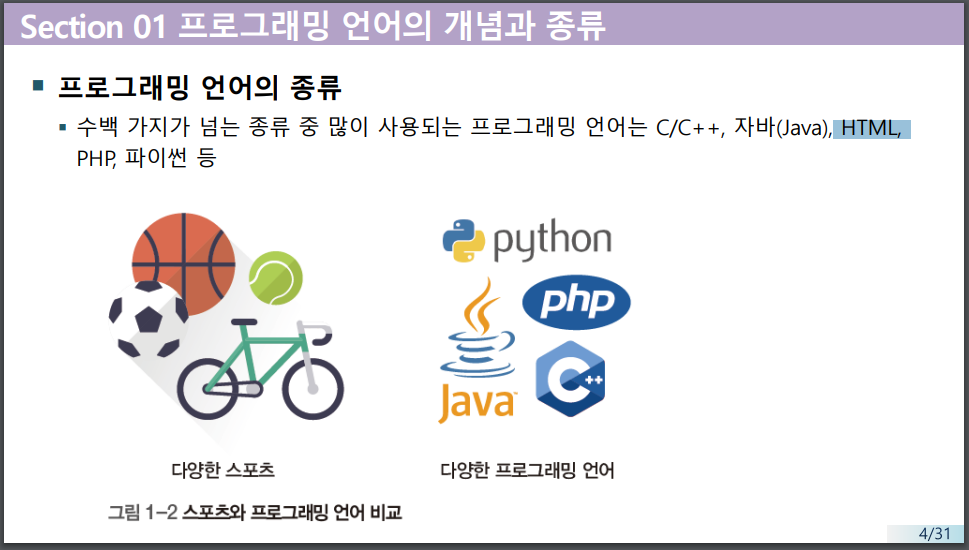 Section 01 프로그래밍 언어의 개념과 종류
프로그래밍 언어의 종류
수백 가지가 넘는 종류 중 많이 사용되는 프로그래밍 언어는 C/C++, 자바(Java), HTML,
PHP, 파이썬 등
python
php
Java
C++
다양한 스포츠
다양한 프로그래밍 언어
그림 1-2 스포츠와 프로그래밍 언어 비교
4/31